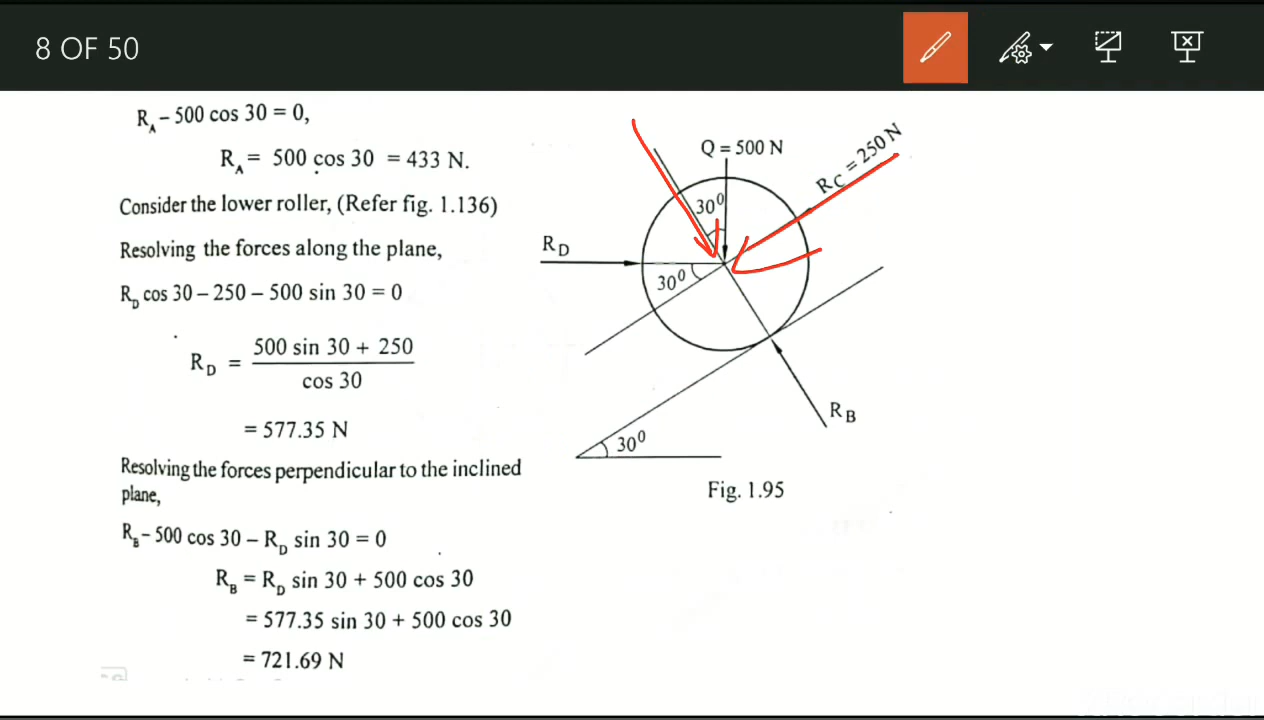 8 OF 50
R_A – 500 cos 30 = 0,
R_A = 500 cos 30 = 433 N.
Consider the lower roller, (Refer fig. 1.136)
Resolving the forces along the plane,
R_D cos 30 – 250 – 500 sin 30 = 0
R_D = (500 sin 30 + 250) / cos 30
= 577.35 N
Resolving the forces perpendicular to the inclined
plane,
R_B – 500 cos 30 – R_D sin 30 = 0
R_B = R_D sin 30 + 500 cos 30
= 577.35 sin 30 + 500 cos 30
= 721.69 N
Q = 500 N
R_C = 250 N
30⁰
R_D
30⁰
R_B
30⁰
Fig. 1.95